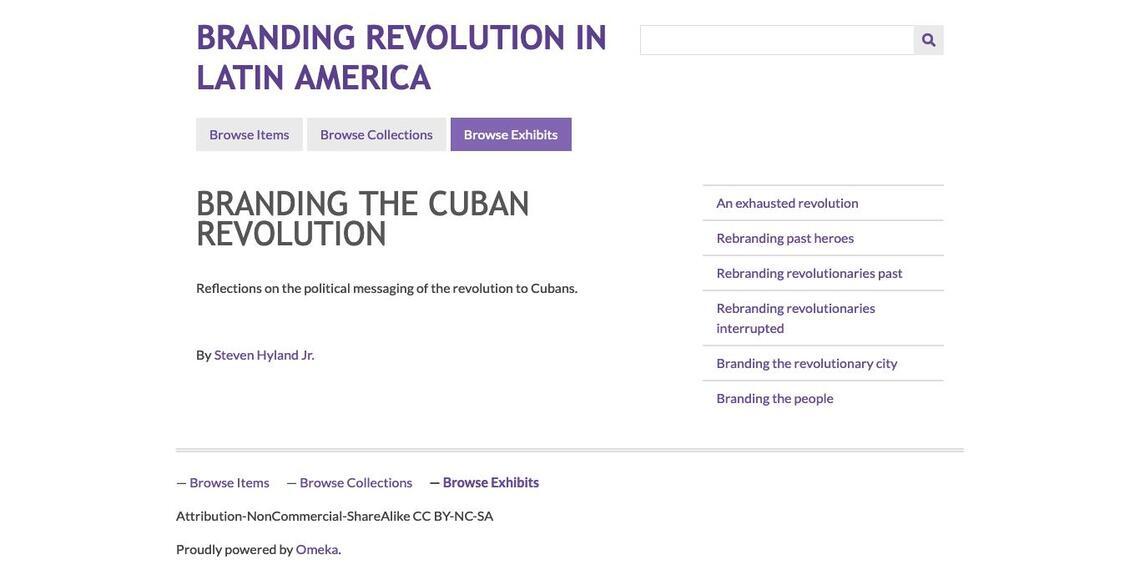 BRANDING REVOLUTION IN
LATIN AMERICA
Browse Items
Browse Collections
Browse Exhibits
BRANDING THE CUBAN
REVOLUTION
Reflections on the political messaging of the revolution to Cubans.
By Steven Hyland Jr.
An exhausted revolution
Rebranding past heroes
Rebranding revolutionaries past
Rebranding revolutionaries
interrupted
Branding the revolutionary city
Branding the people
— Browse Items — Browse Collections — Browse Exhibits
Attribution-NonCommercial-ShareAlike CC BY-NC-SA
Proudly powered by Omeka.